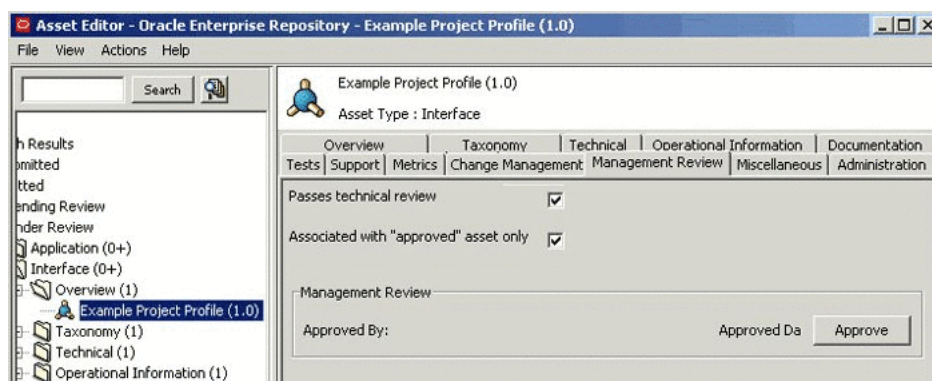 Asset Editor - Oracle Enterprise Repository - Example Project Profile (1.0)
File View Actions Help
Search
h Results
omitted
tted
ending Review
nder Review
Application (0+)
Interface (0+)
Overview (1)
Example Project Profile (1.0)
Taxonomy (1)
Technical (1)
Operational Information (1)
Example Project Profile (1.0)
Asset Type : Interface
Overview Taxonomy Technical Operational Information Documentation
Tests Support Metrics Change Management Management Review Miscellaneous Administration
Passes technical review
Associated with "approved" asset only
Management Review
Approved By: Approved Da Approve